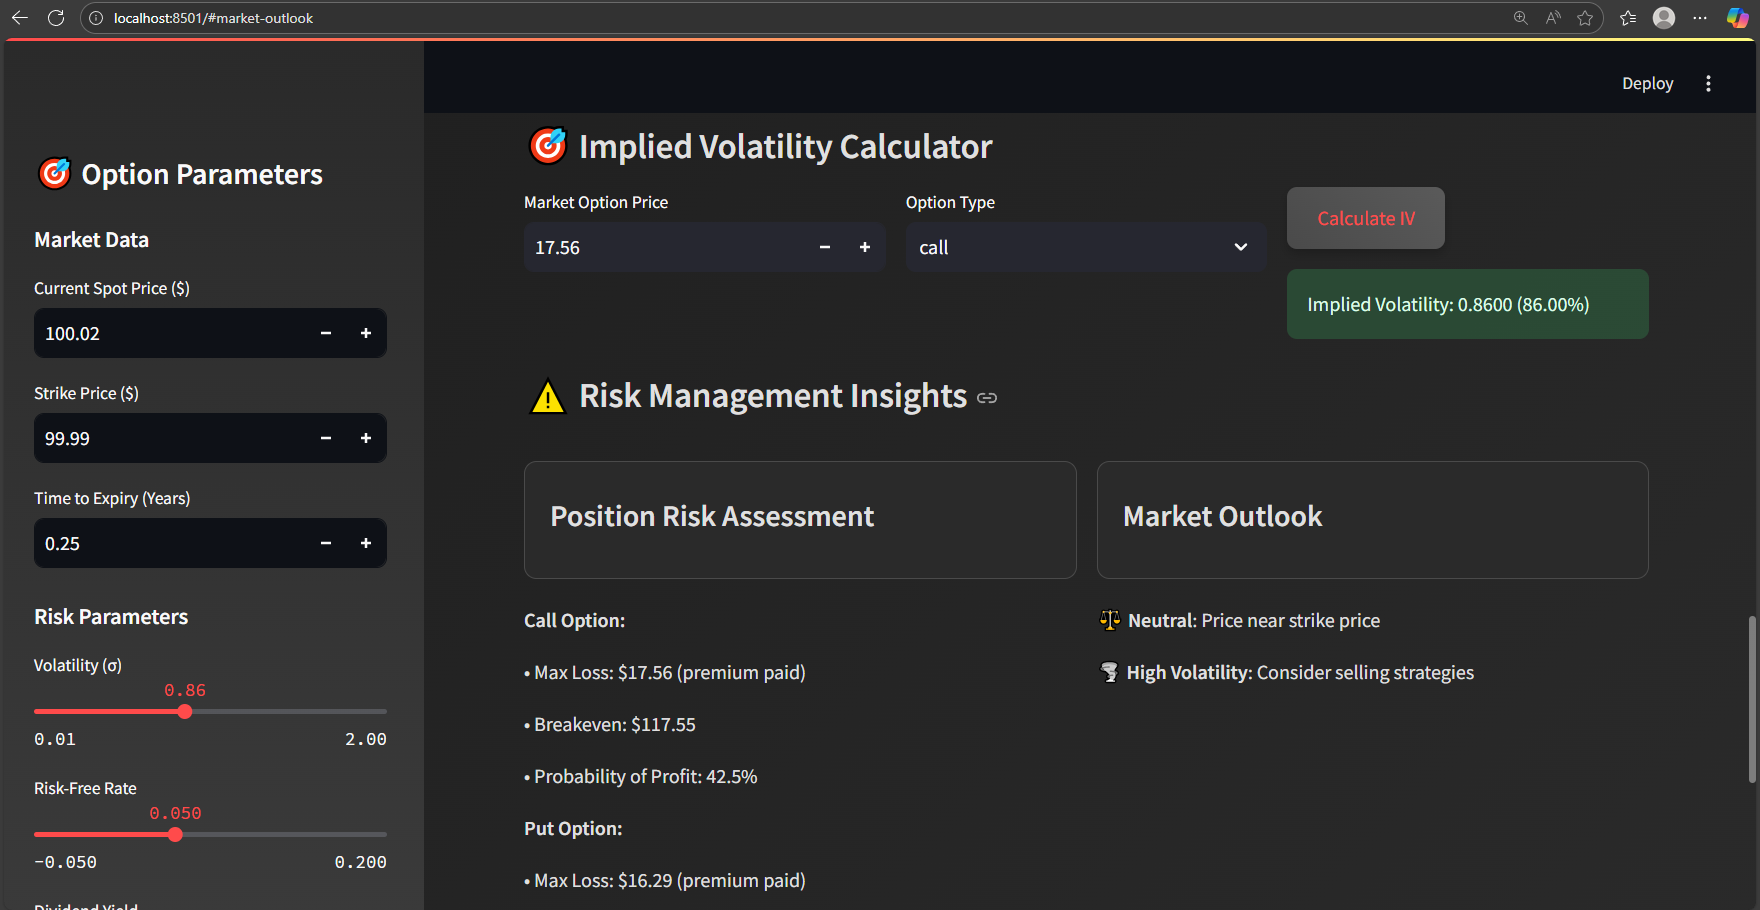 localhost:8501/#market-outlook
Deploy
Option Parameters
Market Data
Current Spot Price ($)
100.02
Strike Price ($)
99.99
Time to Expiry (Years)
0.25
Risk Parameters
Volatility (σ)
0.86
0.01 2.00
Risk-Free Rate
0.050
-0.050 0.200
Dividend Yield
Implied Volatility Calculator
Market Option Price
17.56
Option Type
call
Calculate IV
Implied Volatility: 0.8600 (86.00%)
Risk Management Insights
Position Risk Assessment
Call Option:
• Max Loss: $17.56 (premium paid)
• Breakeven: $117.55
• Probability of Profit: 42.5%
Put Option:
• Max Loss: $16.29 (premium paid)
Market Outlook
Neutral: Price near strike price
High Volatility: Consider selling strategies